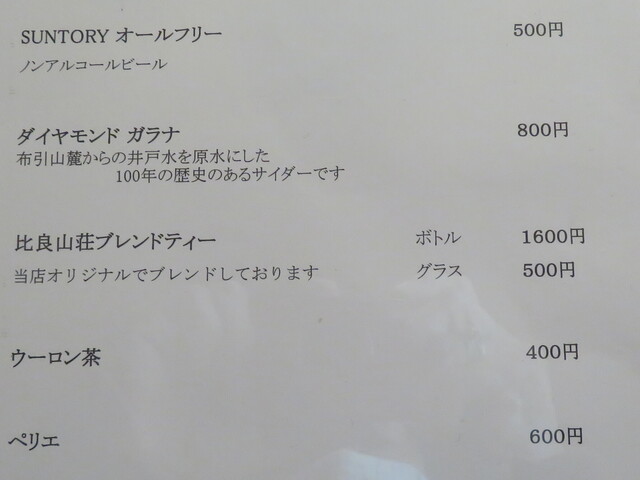 SUNTORY オールフリー 500円
ノンアルコールビール
ダイヤモンド ガラナ 800円
布引山麓からの井戸水を原水にした
100年の歴史のあるサイダーです
比良山荘ブレンドティー ボトル 1600円
当店オリジナルでブレンドしております グラス 500円
ウーロン茶 400円
ペリエ 600円